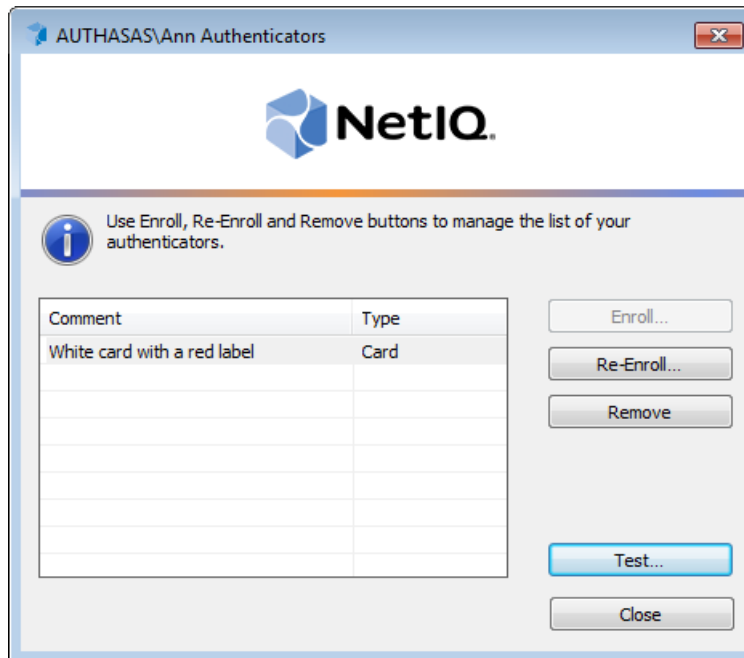 AUTHASAS\Ann Authenticators
NetIQ.
Use Enroll, Re-Enroll and Remove buttons to manage the list of your
authenticators.
Comment Type
White card with a red label Card
Enroll...
Re-Enroll...
Remove
Test...
Close